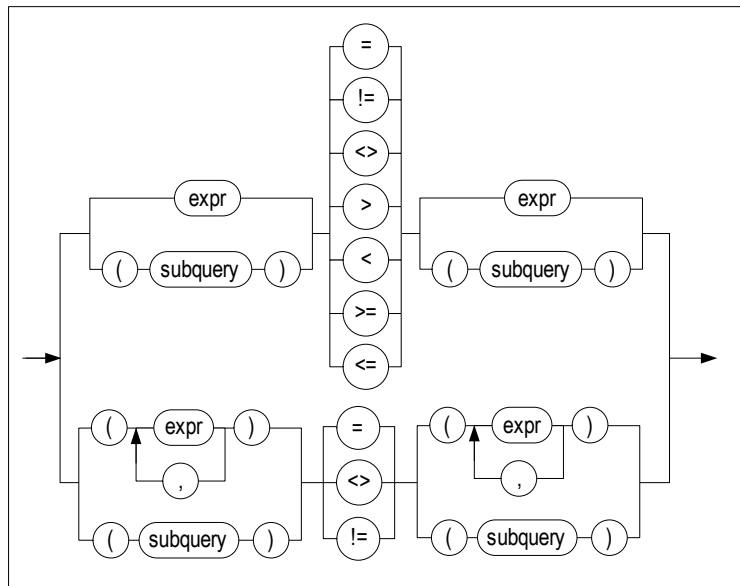 =
!=
<>
expr > expr
( subquery ) < ( subquery )
>=
<=
( expr ) = ( expr )
, <> ,
( subquery ) != ( subquery )